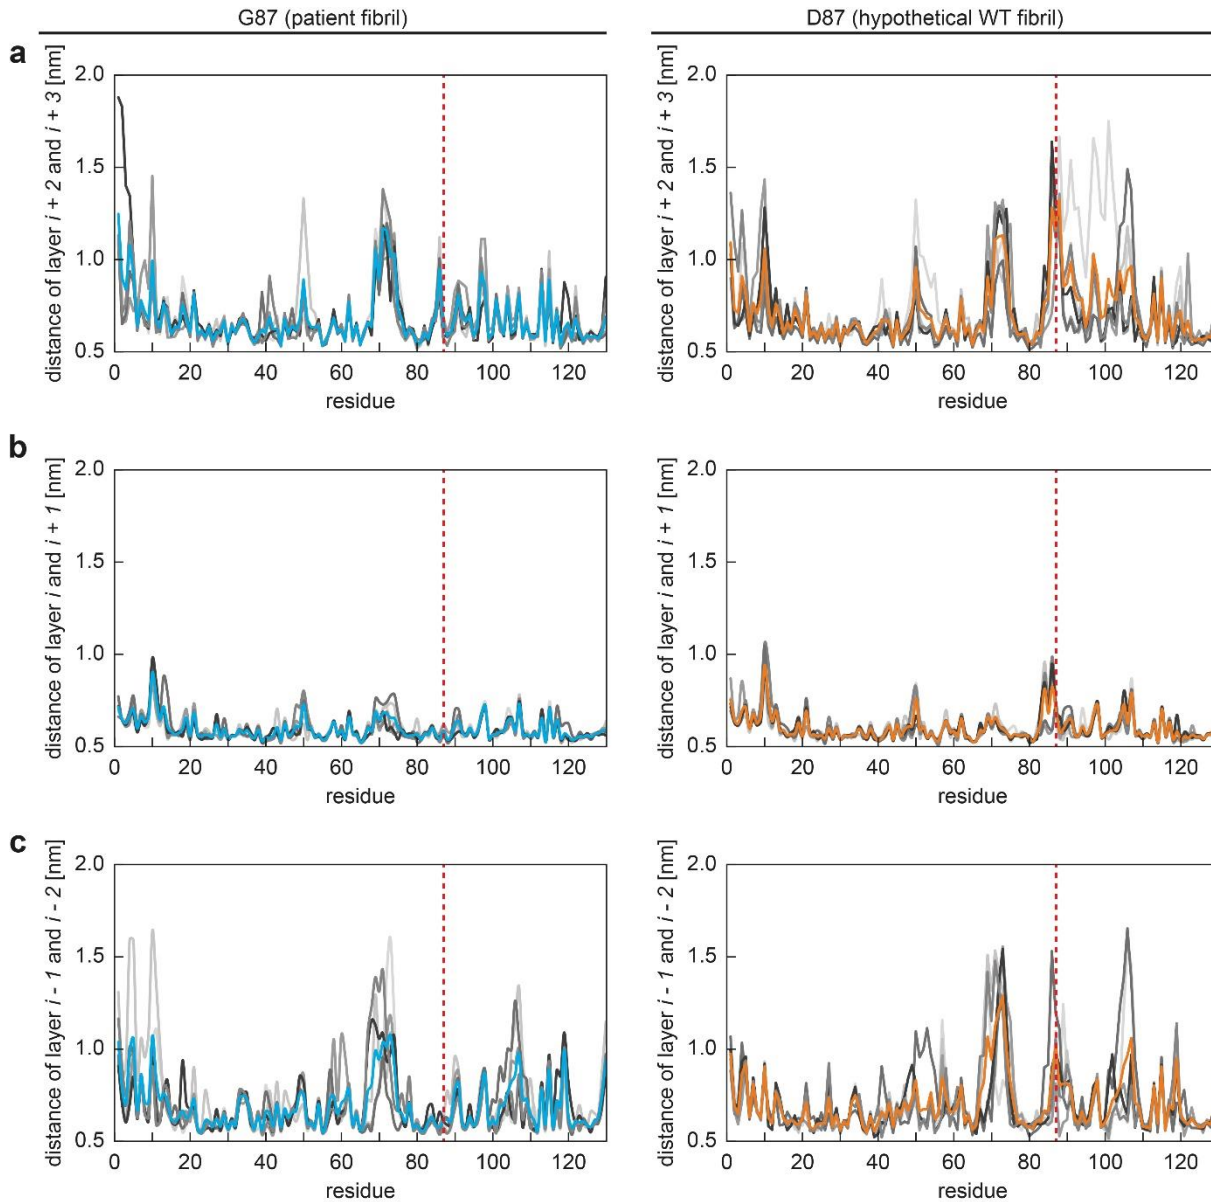 G87 (patient fibril)
D87 (hypothetical WT fibril)
a
distance of layer i + 2 and i + 3 [nm]
2.0
1.5
1.0
0.5
0 20 40 60 80 100 120
residue
distance of layer i + 2 and i + 3 [nm]
2.0
1.5
1.0
0.5
0 20 40 60 80 100 120
residue
b
distance of layer i and i + 1 [nm]
2.0
1.5
1.0
0.5
0 20 40 60 80 100 120
residue
distance of layer i and i + 1 [nm]
2.0
1.5
1.0
0.5
0 20 40 60 80 100 120
residue
c
distance of layer i - 1 and i - 2 [nm]
2.0
1.5
1.0
0.5
0 20 40 60 80 100 120
residue
distance of layer i - 1 and i - 2 [nm]
2.0
1.5
1.0
0.5
0 20 40 60 80 100 120
residue